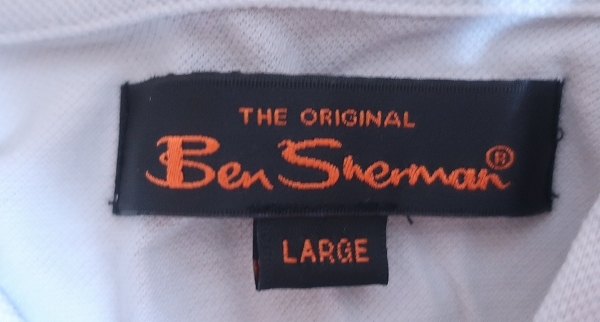 THE ORIGINAL
Ben Sherman®
LARGE